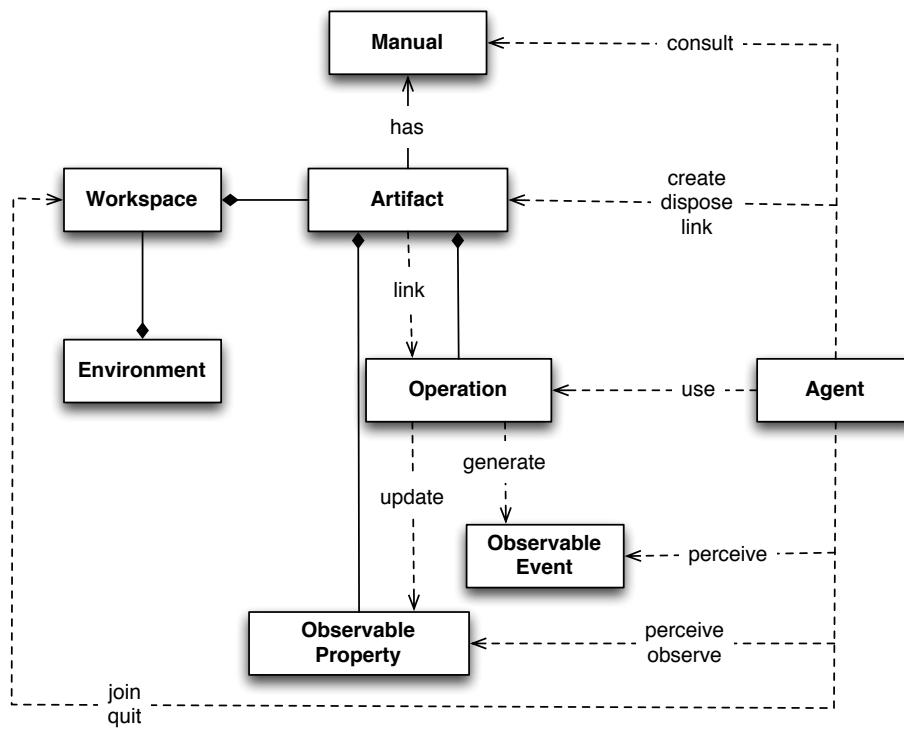 Manual
consult
has
Workspace
Artifact
create
dispose
link
link
Environment
Operation
use
Agent
generate
update
Observable
Event
perceive
Observable
Property
perceive
observe
join
quit